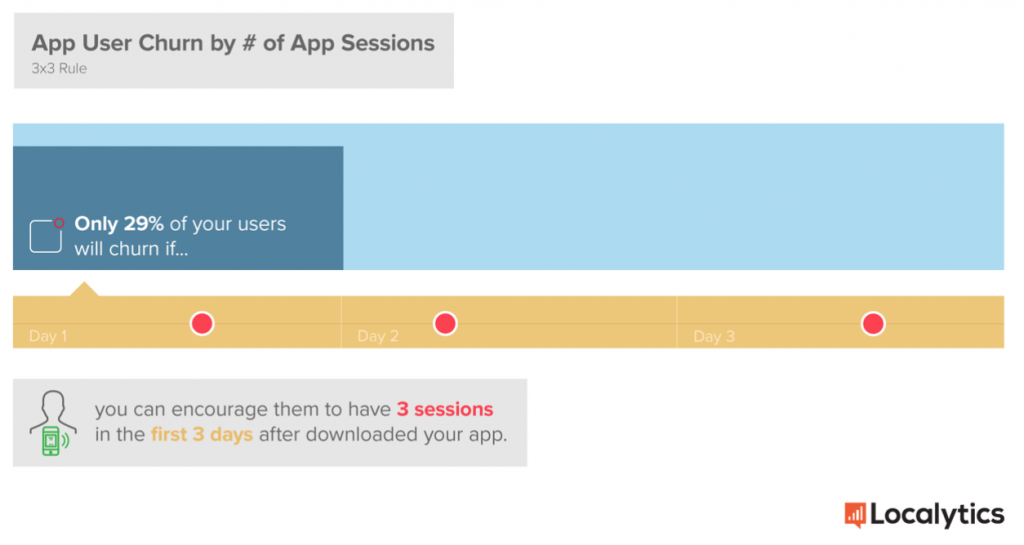 App User Churn by # of App Sessions
3x3 Rule
Only 29% of your users
will churn if...
Day 1
Day 2
Day 3
you can encourage them to have 3 sessions
in the first 3 days after downloaded your app.
Localytics